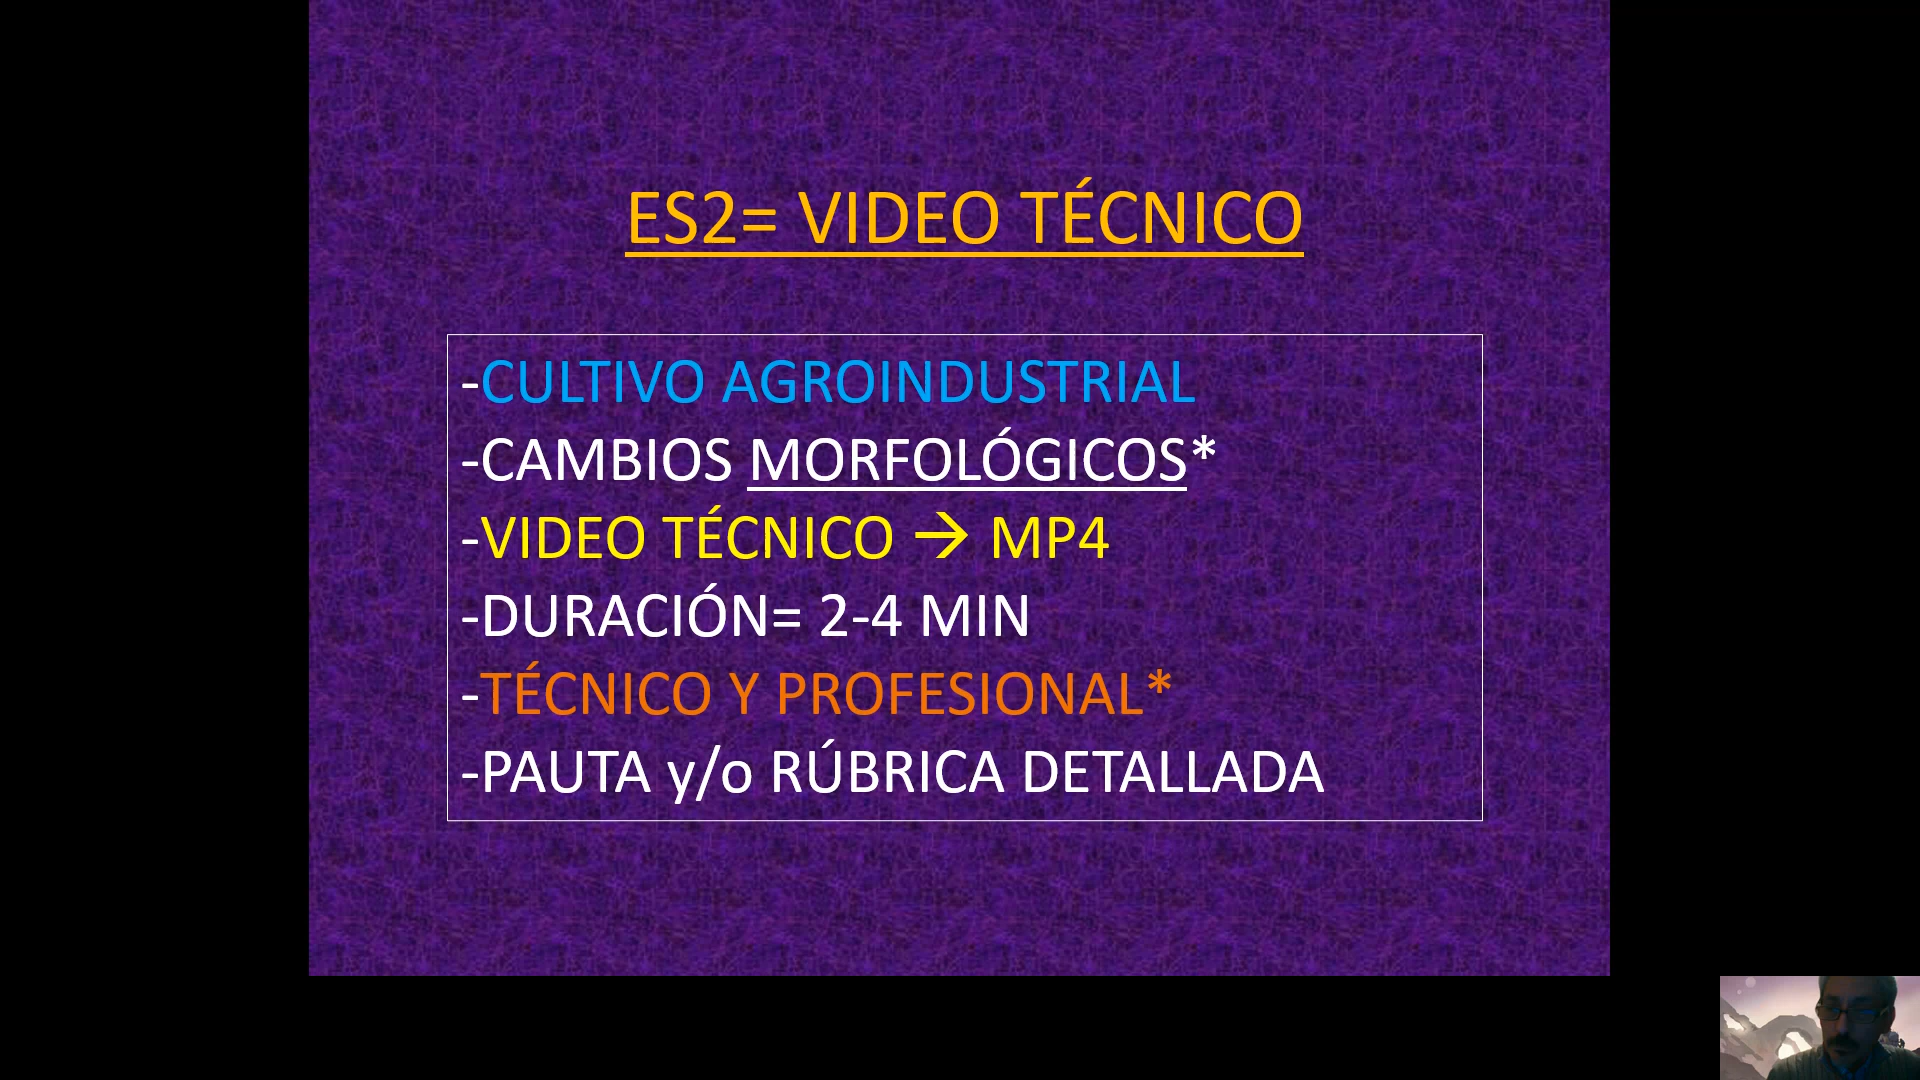 ES2= VIDEO TÉCNICO
-CULTIVO AGROINDUSTRIAL
-CAMBIOS MORFOLÓGICOS*
-VIDEO TÉCNICO → MP4
-DURACIÓN= 2-4 MIN
-TÉCNICO Y PROFESIONAL*
-PAUTA y/o RÚBRICA DETALLADA